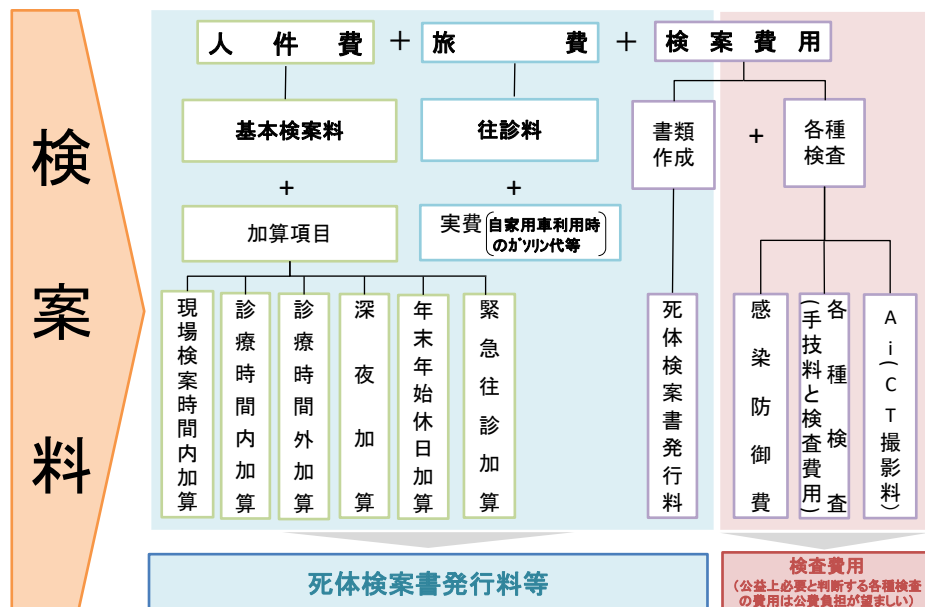 検案料
人件費 + 旅費 + 検案費用
基本検案料
往診料
書類
作成
+
各種
検査
+
+
加算項目
実費(自家用車利用時
のガソリン代等)
現場検案時間内加算
診療時間内加算
診療時間外加算
深夜加算
年末年始休日加算
緊急往診加算
死体検案書発行料
感染防御費
各種検査
(手技料と検査費用)
Ai(CT撮影料)
死体検案書発行料等
検査費用
(公益上必要と判断する各種検査
の費用は公費負担が望ましい)